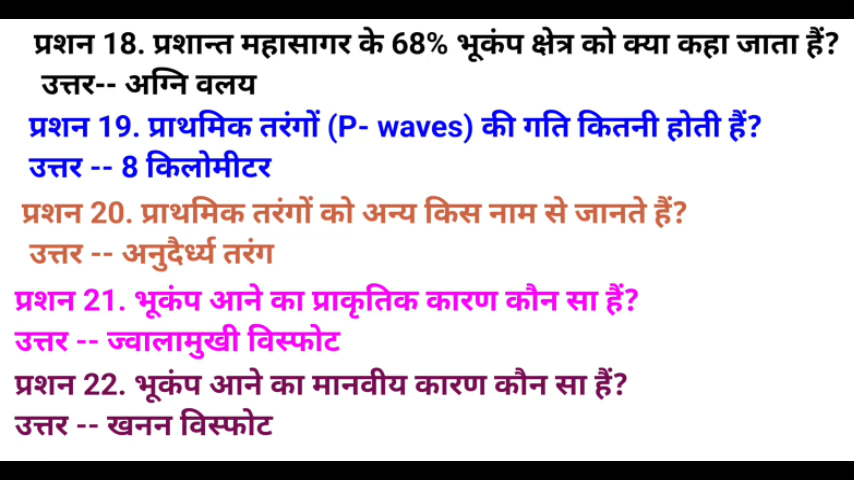 प्रशन 18. प्रशान्त महासागर के 68% भूकंप क्षेत्र को क्या कहा जाता हैं?
उत्तर-- अग्नि वलय
प्रशन 19. प्राथमिक तरंगों (P- waves) की गति कितनी होती हैं?
उत्तर -- 8 किलोमीटर
प्रशन 20. प्राथमिक तरंगों को अन्य किस नाम से जानते हैं?
उत्तर -- अनुदैर्ध्य तरंग
प्रशन 21. भूकंप आने का प्राकृतिक कारण कौन सा हैं?
उत्तर -- ज्वालामुखी विस्फोट
प्रशन 22. भूकंप आने का मानवीय कारण कौन सा हैं?
उत्तर -- खनन विस्फोट